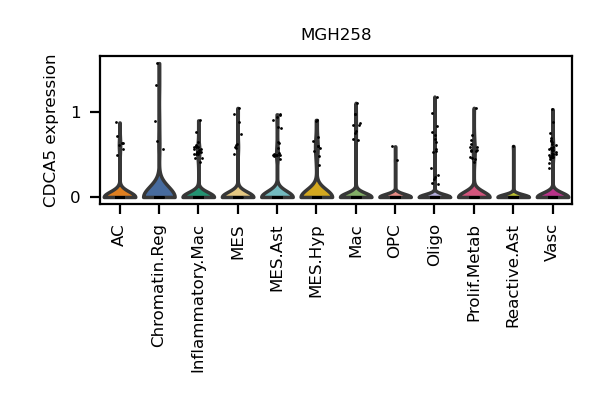 MGH258
CDCA5 expression
1
0
AC
Chromatin.Reg
Inflammatory.Mac
MES
MES.Ast
MES.Hyp
Mac
OPC
Oligo
Prolif.Metab
Reactive.Ast
Vasc